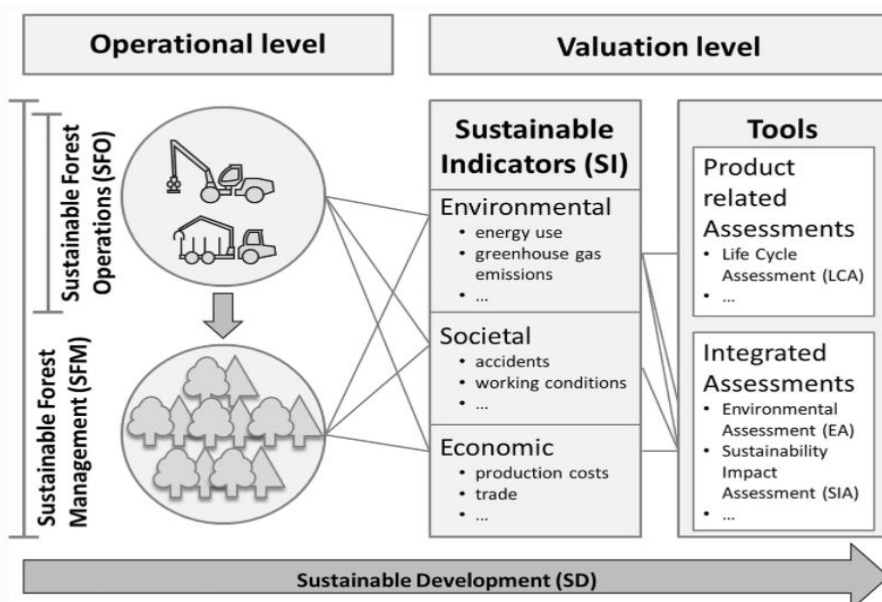 Operational level
Valuation level
Sustainable Forest
Operations (SFO)
Sustainable Forest
Management (SFM)
Sustainable
Indicators (SI)
Environmental
• energy use
• greenhouse gas
emissions
• ...
Societal
• accidents
• working conditions
• ...
Economic
• production costs
• trade
• ...
Tools
Product
related
Assessments
• Life Cycle
Assessment (LCA)
• ...
Integrated
Assessments
• Environmental
Assessment (EA)
• Sustainability
Impact
Assessment (SIA)
• ...
Sustainable Development (SD)